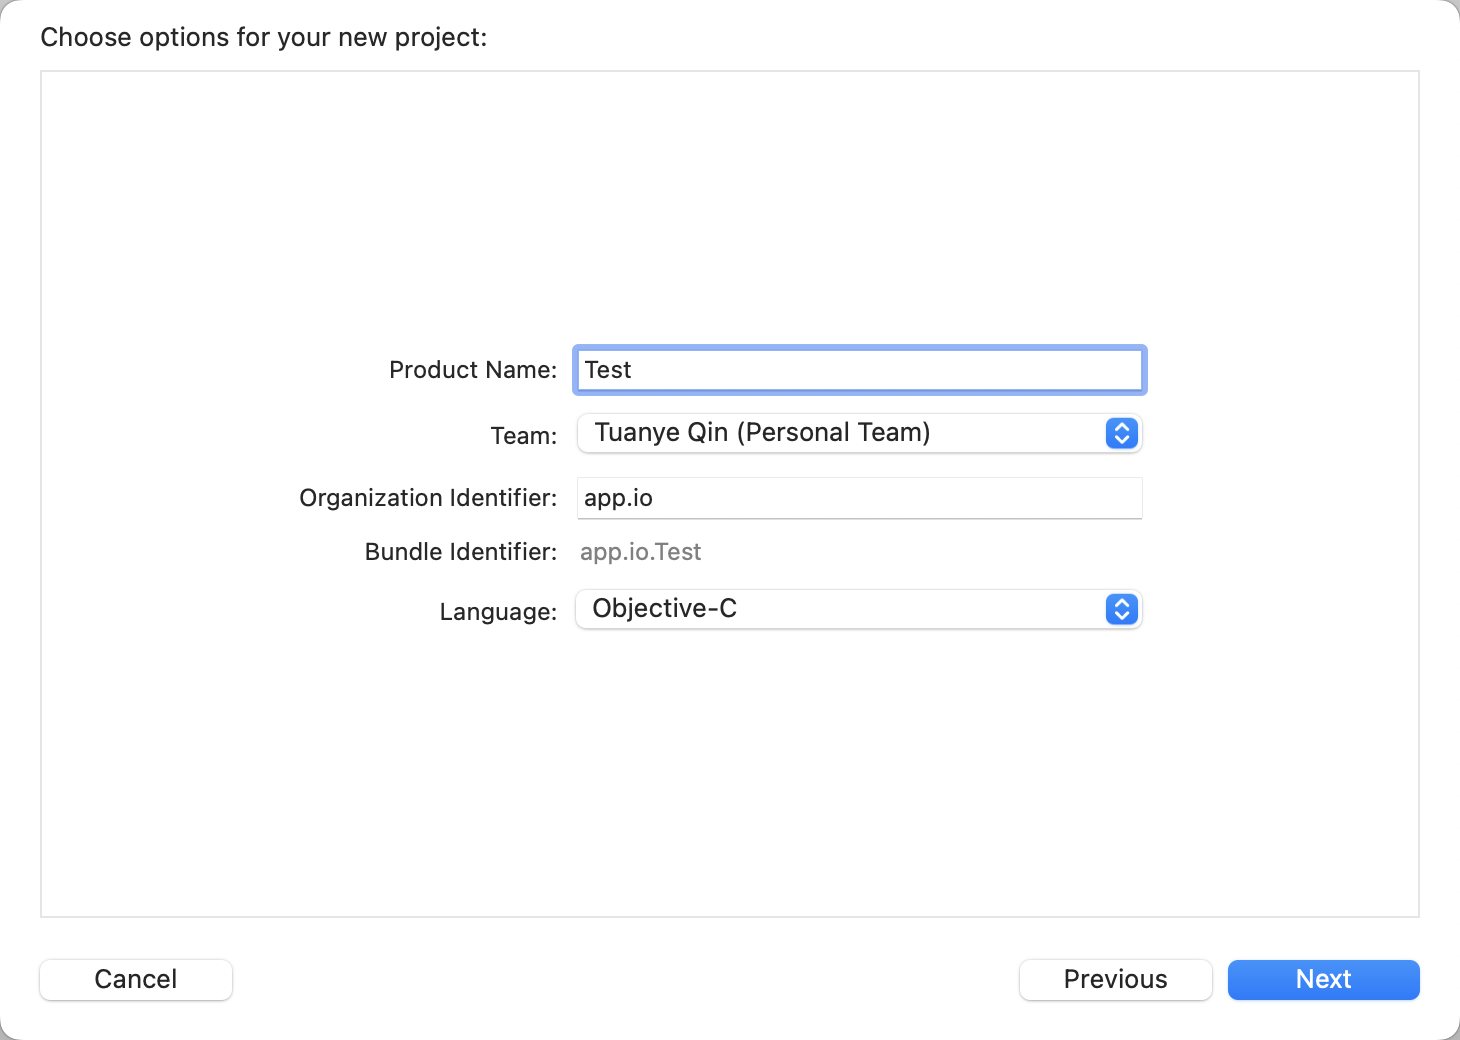 Choose options for your new project:
Product Name: Test
Team: Tuanye Qin (Personal Team)
Organization Identifier: app.io
Bundle Identifier: app.io.Test
Language: Objective-C
Cancel Previous Next